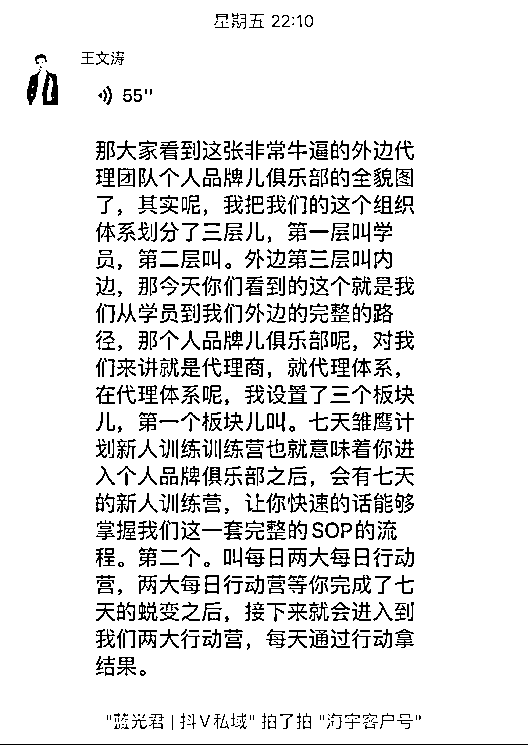 星期五 22:10
王文涛
55"
那大家看到这张非常牛逼的外边代
理团队个人品牌儿俱乐部的全貌图
了，其实呢，我把我们的这个组织
体系划分了三层儿，第一层叫学
员，第二层叫。外边第三层叫内
边，那今天你们看到的这个就是我
们从学员到我们外边的完整的路
径，那个人品牌儿俱乐部呢，对我
们来讲就是代理商，就代理体系，
在代理体系呢，我设置了三个板块
儿，第一个板块儿叫。七天雏鹰计
划新人训练训练营也就意味着你进
入个人品牌俱乐部之后，会有七天
的新人训练营，让你快速的话能够
掌握我们这一套完整的SOP的流
程。第二个。叫每日两大每日行动
营，两大每日行动营等你完成了七
天的蜕变之后，接下来就会进入到
我们两大行动营，每天通过行动拿
结果。
"蓝光君 | 抖V私域" 拍了拍 "洵宇客户号"